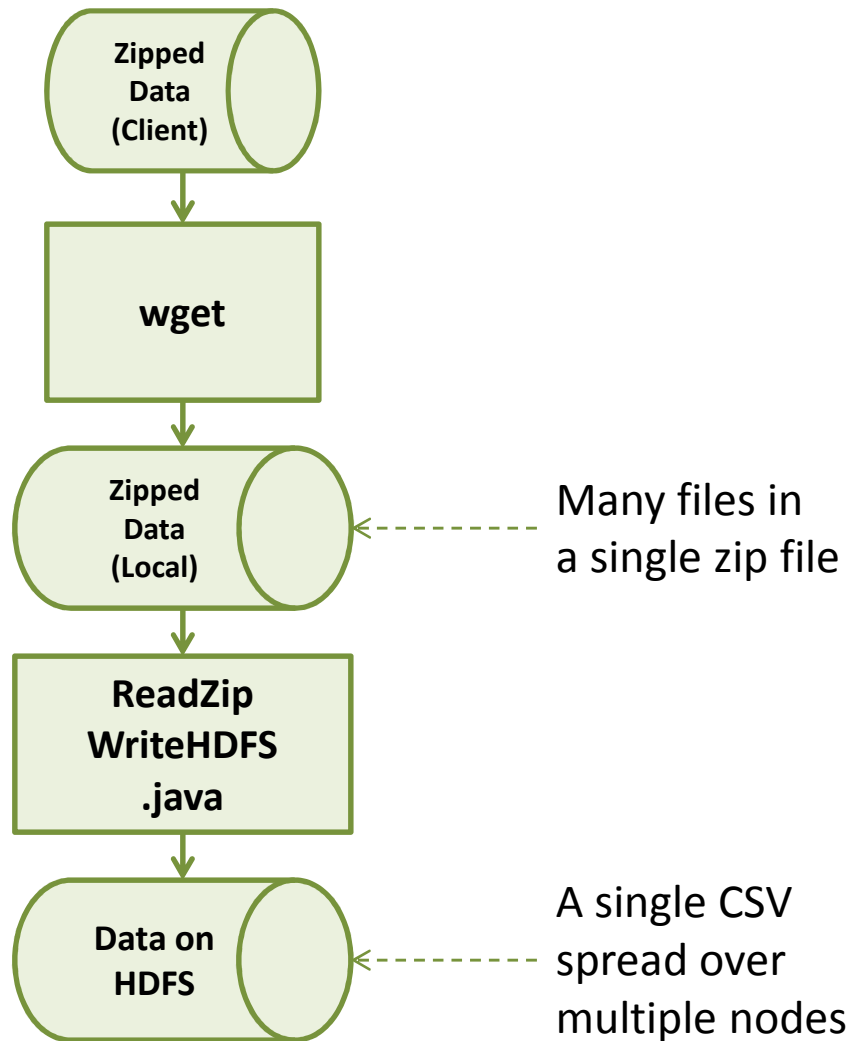 Zipped
Data
(Client)
wget
Zipped
Data
(Local)
Many files in
a single zip file
ReadZip
WriteHDFS
.java
Data on
HDFS
A single CSV
spread over
multiple nodes